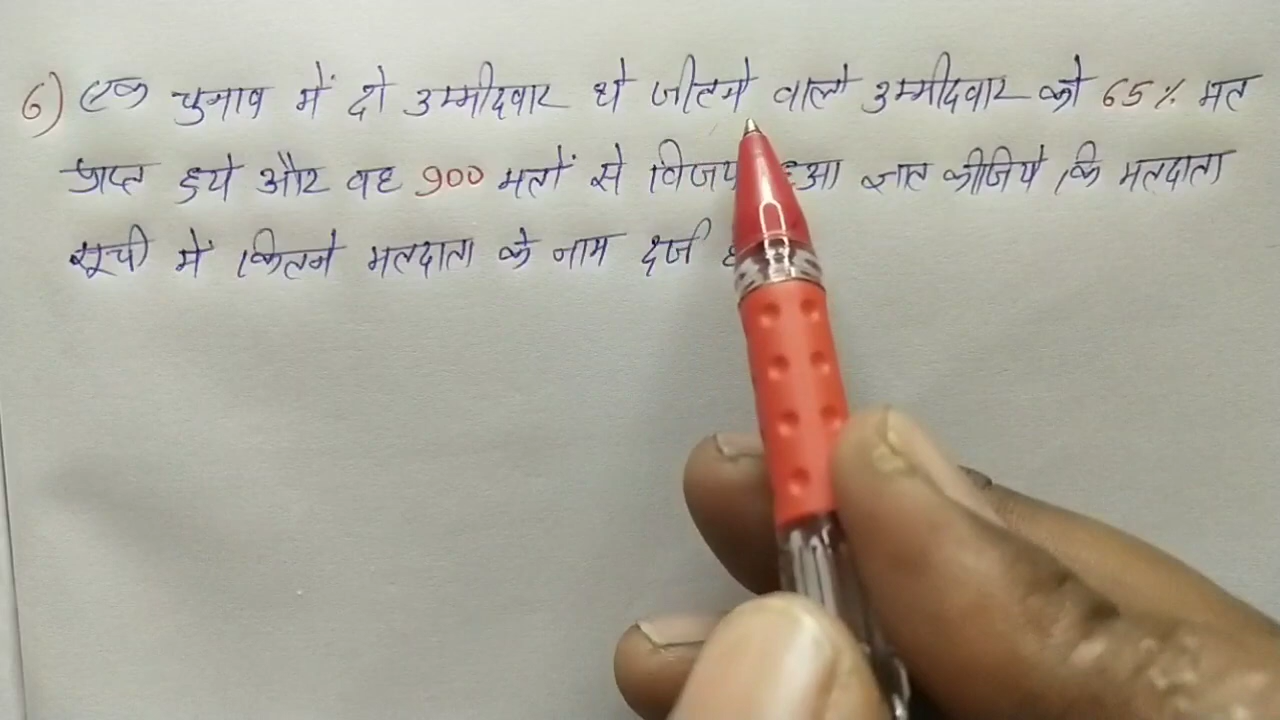 6) एक चुनाव में दो उम्मीदवार थे जीतने वाले उम्मीदवार को 65% मत
प्राप्त हुये और वह 900 मतों से विजय हुआ ज्ञात कीजिये कि मतदाता
सूची में कितने मतदाता के नाम दर्ज